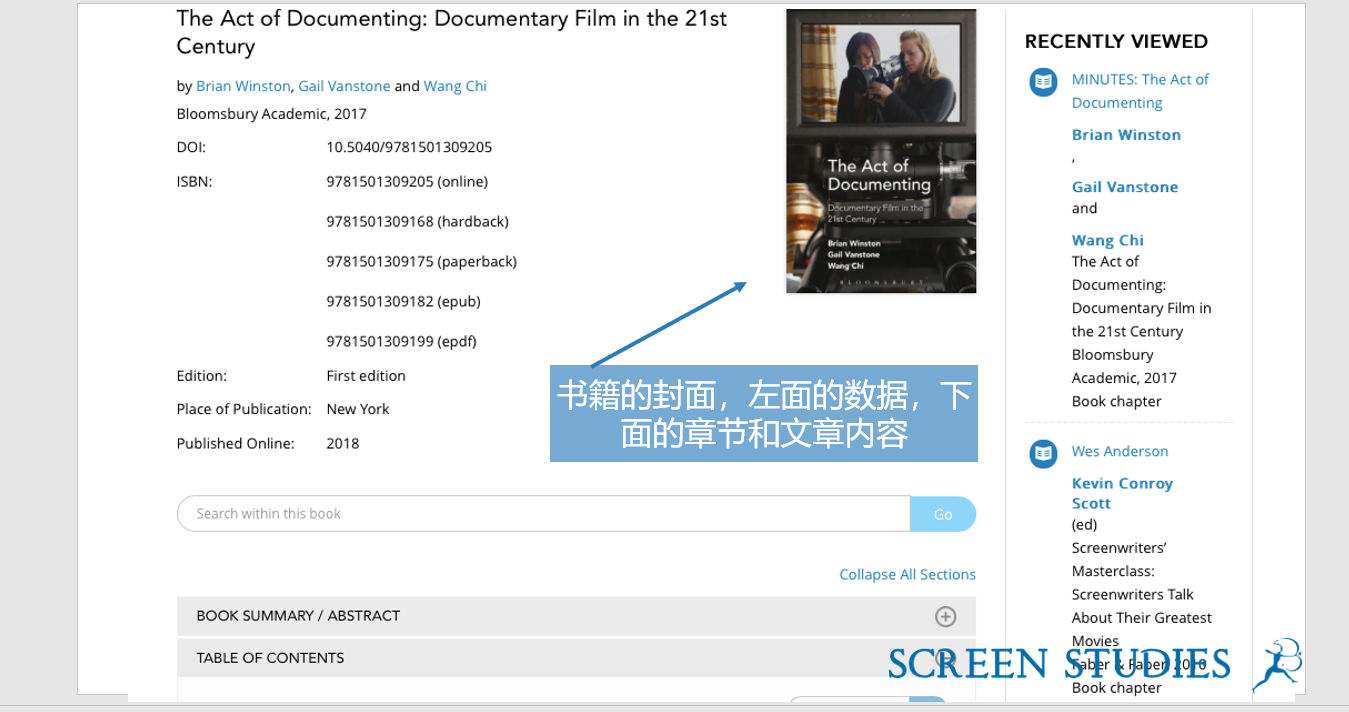 The Act of Documenting: Documentary Film in the 21st
Century
by Brian Winston, Gail Vanstone and Wang Chi
Bloomsbury Academic, 2017
DOI: 10.5040/9781501309205
ISBN: 9781501309205 (online)
9781501309168 (hardback)
9781501309175 (paperback)
9781501309182 (epub)
9781501309199 (epdf)
Edition: First edition
Place of Publication: New York
Published Online: 2018
The Act of
Documenting
Documentary Film in the
21st Century
Brian Winston
Gail Vanstone
Wang Chi
BLOOMSBURY
书籍的封面，左面的数据，下
面的章节和文章内容
Search within this book Go
Collapse All Sections
BOOK SUMMARY / ABSTRACT
TABLE OF CONTENTS
RECENTLY VIEWED
MINUTES: The Act of
Documenting
Brian Winston
,
Gail Vanstone
and
Wang Chi
The Act of
Documenting:
Documentary Film in
the 21st Century
Bloomsbury
Academic, 2017
Book chapter
Wes Anderson
Kevin Conroy
Scott
(ed)
Screenwriters’
Masterclass:
Screenwriters Talk
About Their Greatest
Movies
Faber & Faber, 2010
Book chapter
SCREEN STUDIES